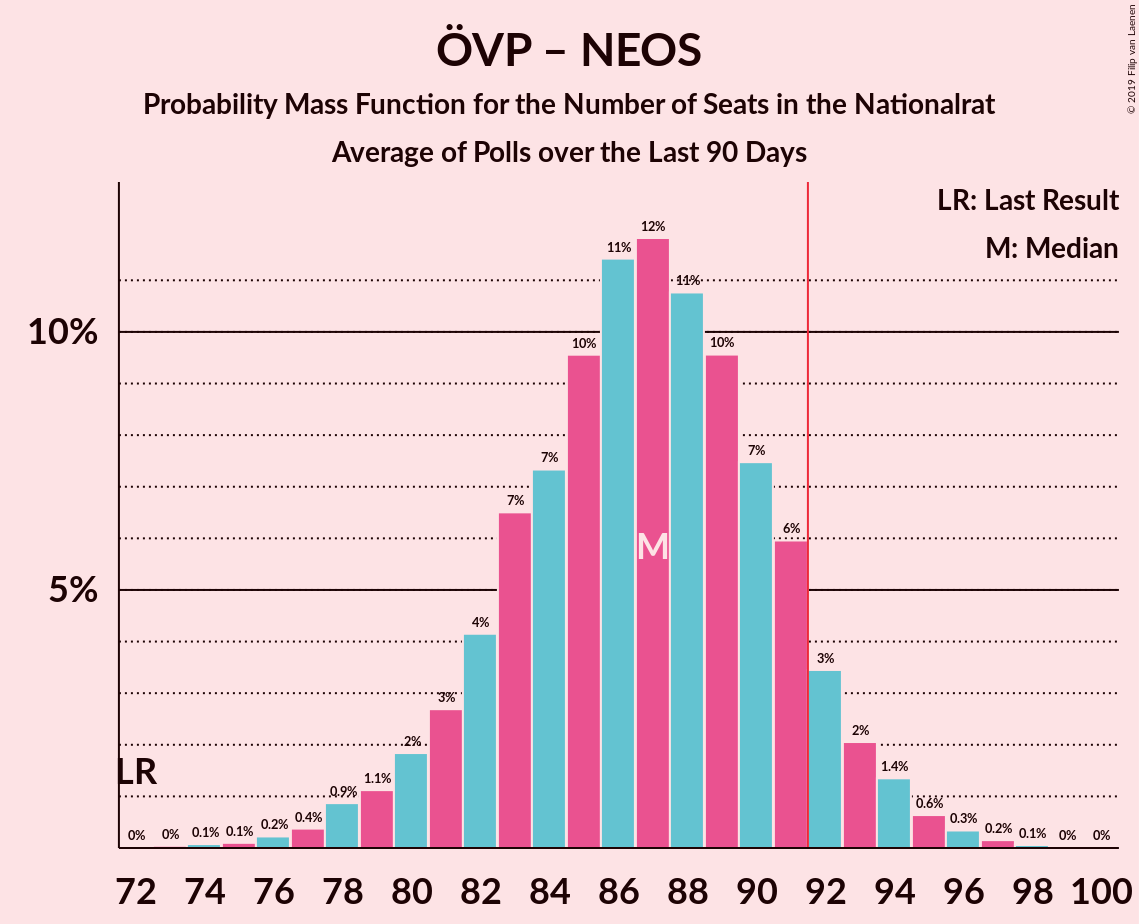 ÖVP – NEOS
Probability Mass Function for the Number of Seats in the Nationalrat
Average of Polls over the Last 90 Days
© 2019 Filip van Laenen
LR: Last Result
M: Median
10%
5%
LR
M
0% 0% 0.1% 0.1% 0.2% 0.4% 0.9% 1.1% 2% 3% 4% 7% 7% 10% 11% 12% 11% 10% 7% 6% 3% 2% 1.4% 0.6% 0.3% 0.2% 0.1% 0% 0%
72 74 76 78 80 82 84 86 88 90 92 94 96 98 100